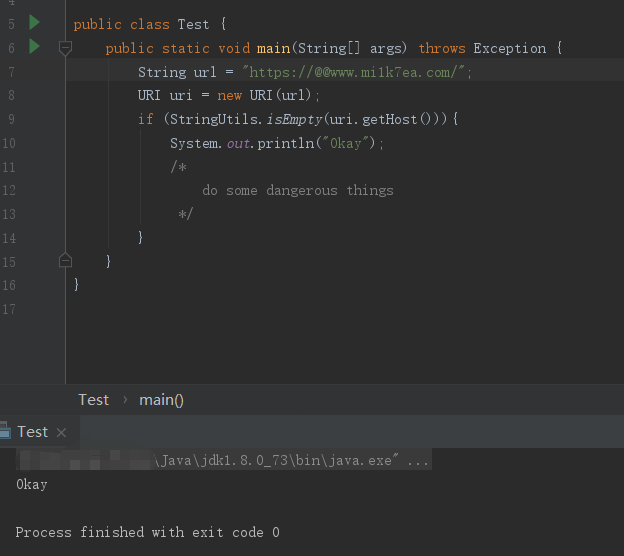 4
5 public class Test {
6 public static void main(String[] args) throws Exception {
7 String url = "https://@@www.mi1k7ea.com/";
8 URI uri = new URI(url);
9 if (StringUtils.isEmpty(uri.getHost())){
10 System.out.println("Okay");
11 /*
12 do some dangerous things
13 */
14 }
15 }
16 }
17
Test › main()
Test ×
\Java\jdk1.8.0_73\bin\java.exe" ...
Okay
Process finished with exit code 0